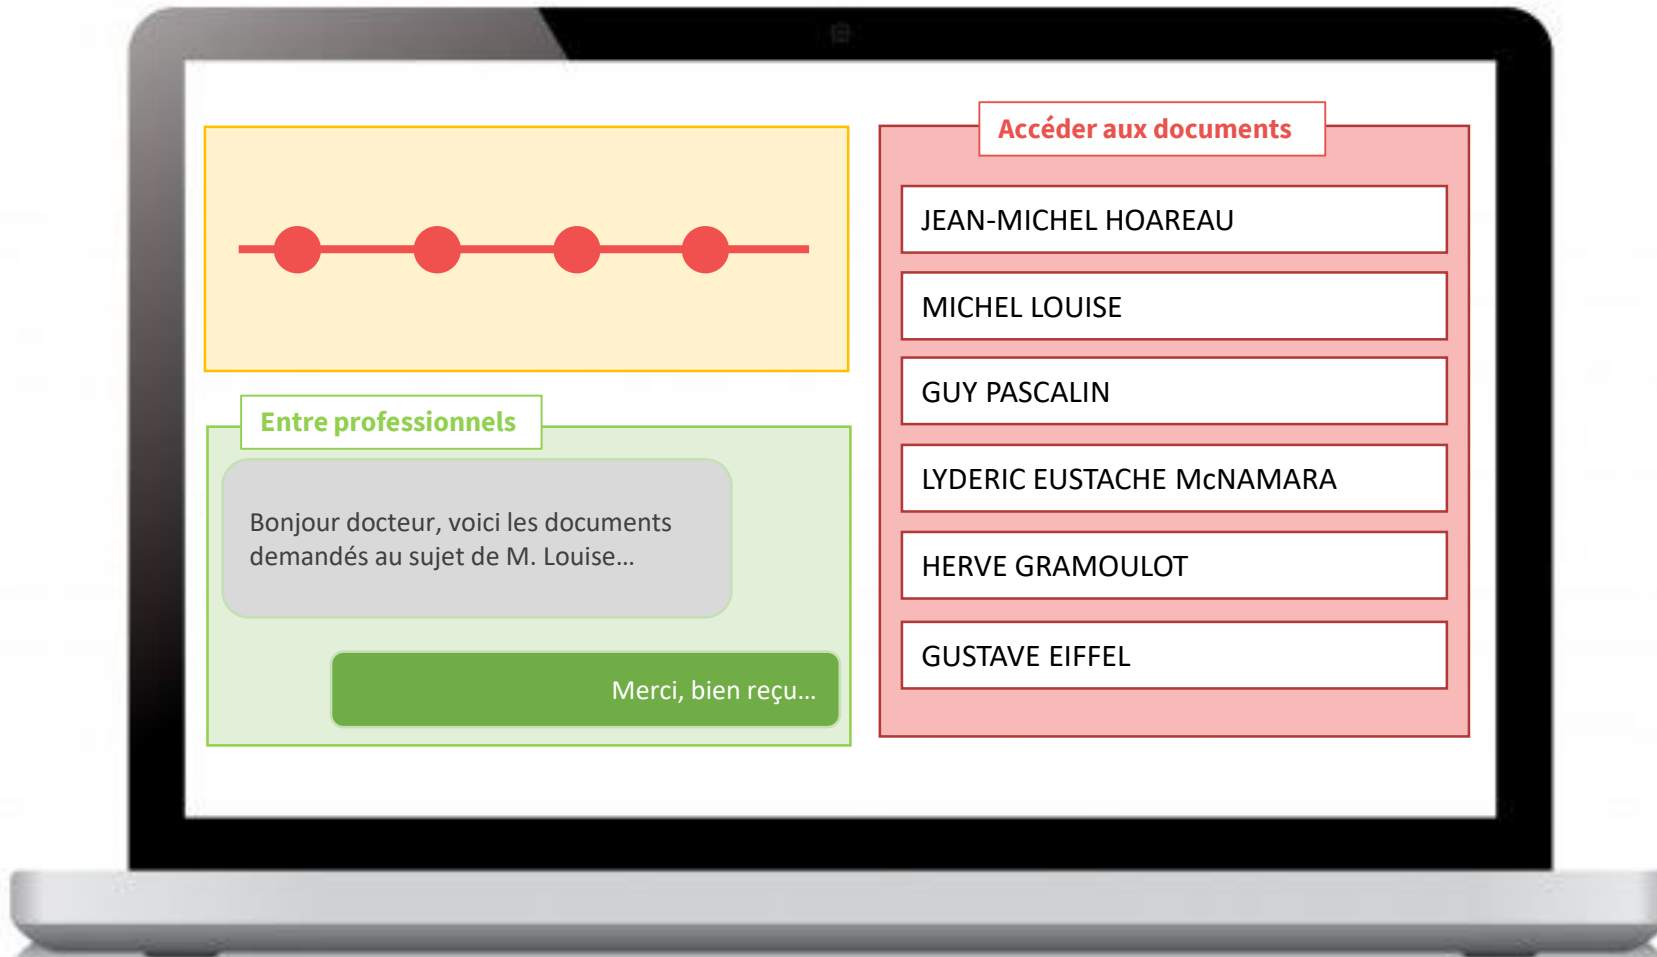 Entre professionnels
Bonjour docteur, voici les documents
demandés au sujet de M. Louise…
Merci, bien reçu…
Accéder aux documents
JEAN-MICHEL HOAREAU
MICHEL LOUISE
GUY PASCALIN
LYDERIC EUSTACHE McNAMARA
HERVE GRAMOULOT
GUSTAVE EIFFEL